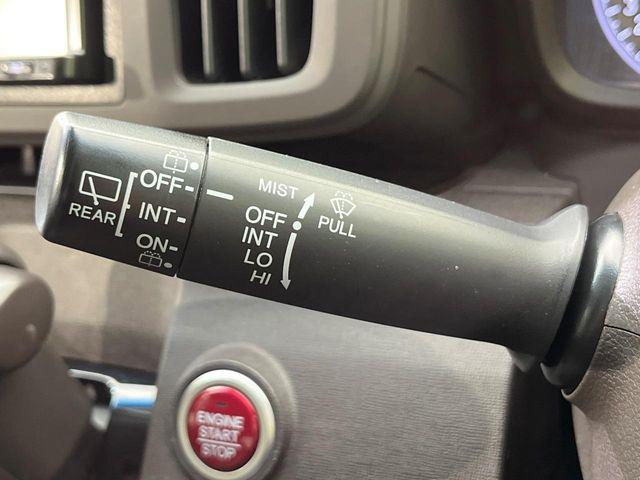 REAR
OFF
INT
ON
MIST
OFF
INT
LO
HI
PULL
ENGINE
START
STOP